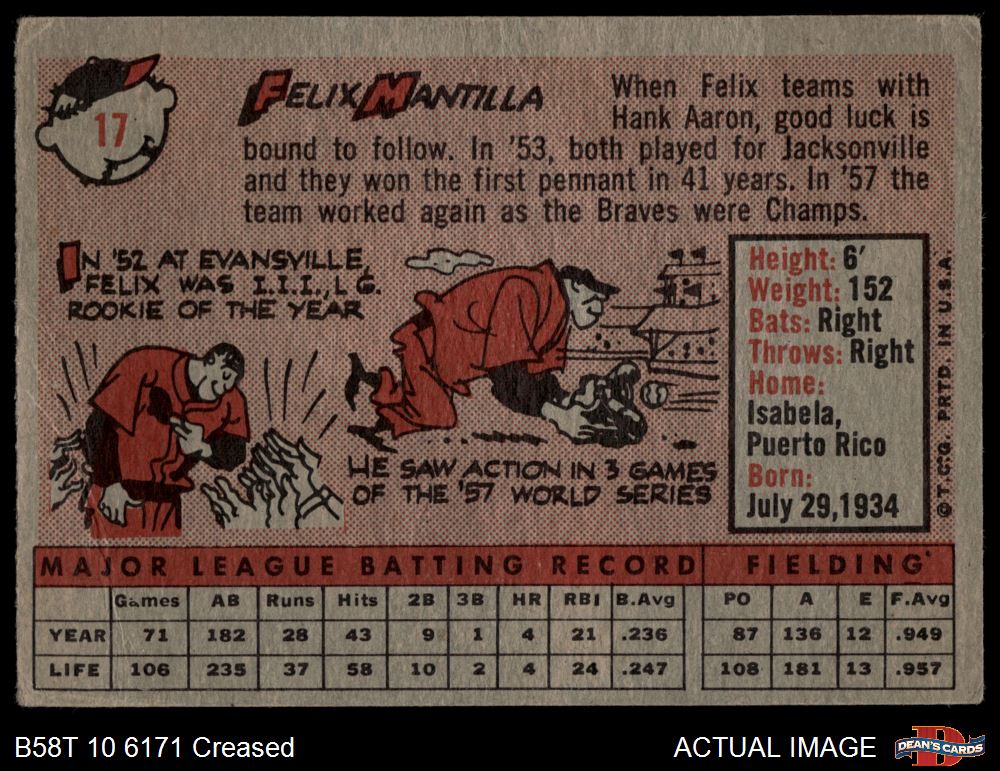 17
FELIX MANTILLA
When Felix teams with
Hank Aaron, good luck is
bound to follow. In '53, both played for Jacksonville
and they won the first pennant in 41 years. In '57 the
team worked again as the Braves were Champs.
IN '52 AT EVANSVILLE,
FELIX WAS I.I.I., LG.
ROOKIE OF THE YEAR
HE SAW ACTION IN 3 GAMES
OF THE '57 WORLD SERIES
Height: 6'
Weight: 152
Bats: Right
Throws: Right
Home:
Isabela,
Puerto Rico
Born:
July 29, 1934
© T.C.G. PRTD. IN U.S.A.
MAJOR LEAGUE BATTING RECORD FIELDING
Games AB Runs Hits 2B 3B HR RBI B.Avg PO A E F.Avg
YEAR 71 182 28 43 9 1 4 21 .236 87 136 12 .949
LIFE 106 235 37 58 10 2 4 24 .247 108 181 13 .957
B58T 10 6171 Creased ACTUAL IMAGE DEAN'S CARDS